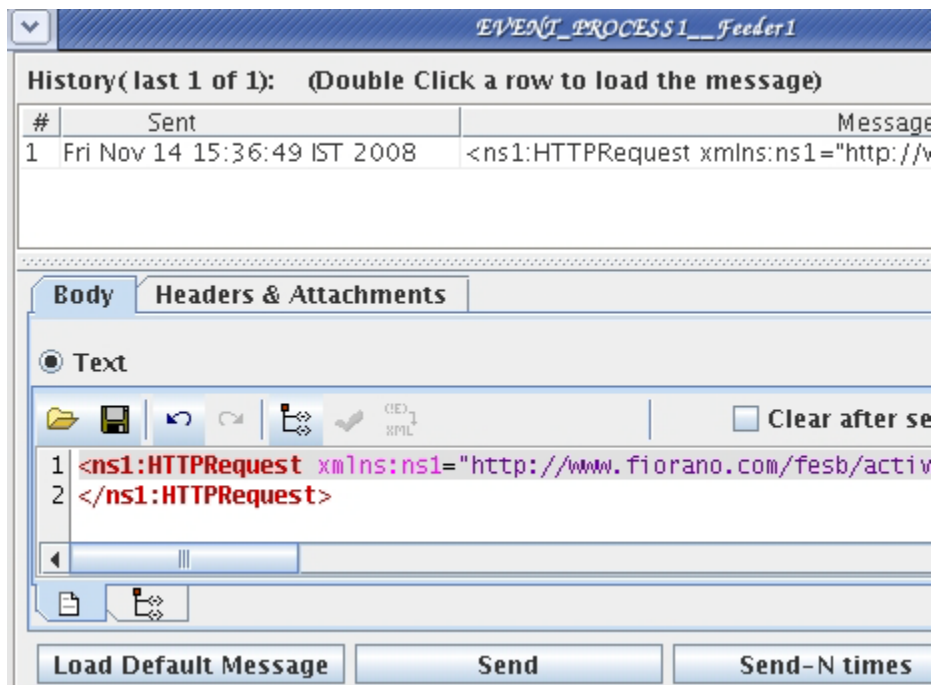 EVENT_PROCESS1__Feeder1
History(last 1 of 1): (Double Click a row to load the message)
# Sent Message
1 Fri Nov 14 15:36:49 IST 2008 <ns1:HTTPRequest xmlns:ns1="http://w
Body Headers & Attachments
Text
(!E) XML Clear after se
1 <ns1:HTTPRequest xmlns:ns1="http://www.fiorano.com/fesb/activ
2 </ns1:HTTPRequest>
Load Default Message Send Send-N times